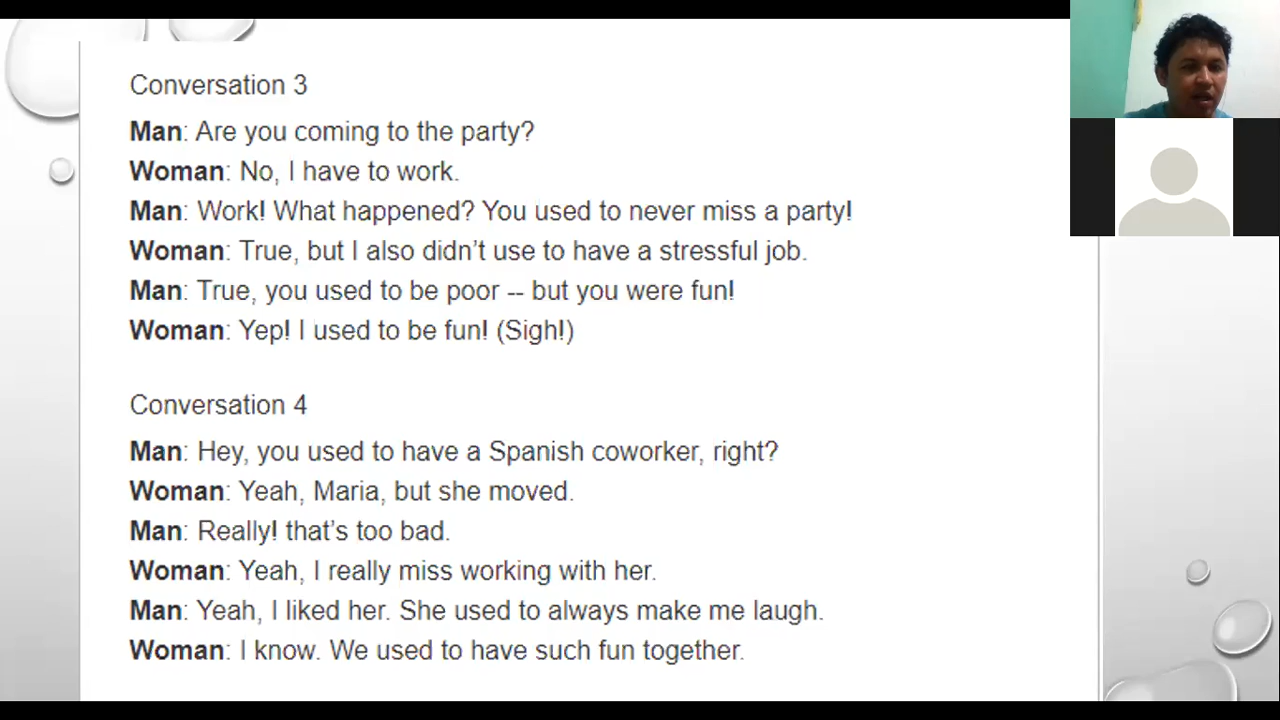 Conversation 3
Man: Are you coming to the party?
Woman: No, I have to work.
Man: Work! What happened? You used to never miss a party!
Woman: True, but I also didn’t use to have a stressful job.
Man: True, you used to be poor -- but you were fun!
Woman: Yep! I used to be fun! (Sigh!)
Conversation 4
Man: Hey, you used to have a Spanish coworker, right?
Woman: Yeah, Maria, but she moved.
Man: Really! that’s too bad.
Woman: Yeah, I really miss working with her.
Man: Yeah, I liked her. She used to always make me laugh.
Woman: I know. We used to have such fun together.